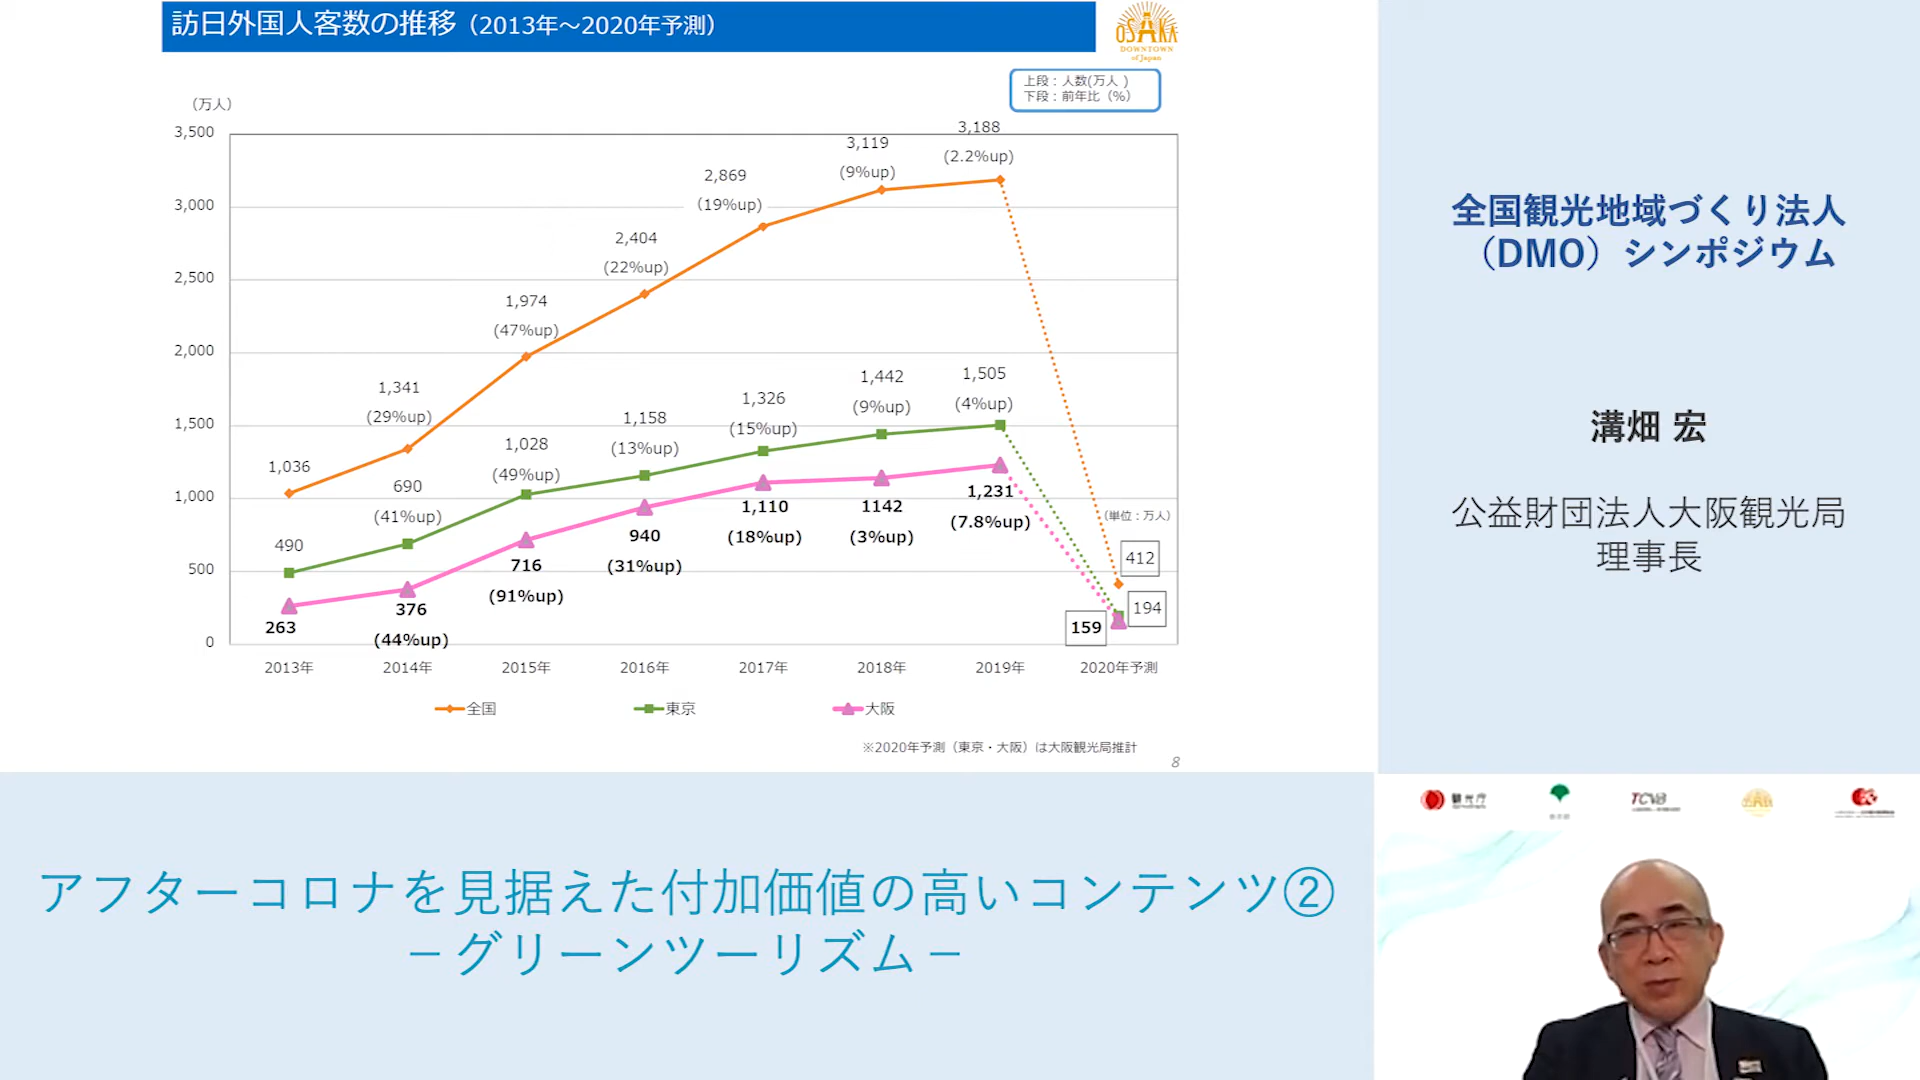 訪日外国人客数の推移（2013年～2020年予測）
OSAKA
DOWNTOWN
of Japan
上段：人数(万人 )
下段：前年比（%）
（万人）
3,500
3,000
2,500
2,000
1,500
1,000
500
0
1,036
1,341
(29%up)
1,974
(47%up)
2,404
(22%up)
2,869
(19%up)
3,119
(9%up)
3,188
(2.2%up)
490
690
(41%up)
1,028
(49%up)
1,158
(13%up)
1,326
(15%up)
1,442
(9%up)
1,505
(4%up)
263
376
(44%up)
716
(91%up)
940
(31%up)
1,110
(18%up)
1142
(3%up)
1,231
(7.8%up)
（単位：万人）
412
194
159
2013年 2014年 2015年 2016年 2017年 2018年 2019年 2020年予測
全国 東京 大阪
※2020年予測（東京・大阪）は大阪観光局推計
8
全国観光地域づくり法人
（DMO）シンポジウム
溝畑 宏
公益財団法人大阪観光局
理事長
観光庁
TCVB
アフターコロナを見据えた付加価値の高いコンテンツ②
－グリーンツーリズム－